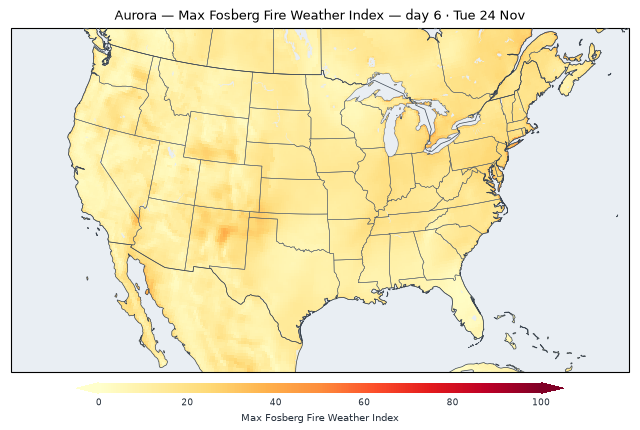 Aurora — Max Fosberg Fire Weather Index — day 6 · Tue 24 Nov
0 20 40 60 80 100
Max Fosberg Fire Weather Index